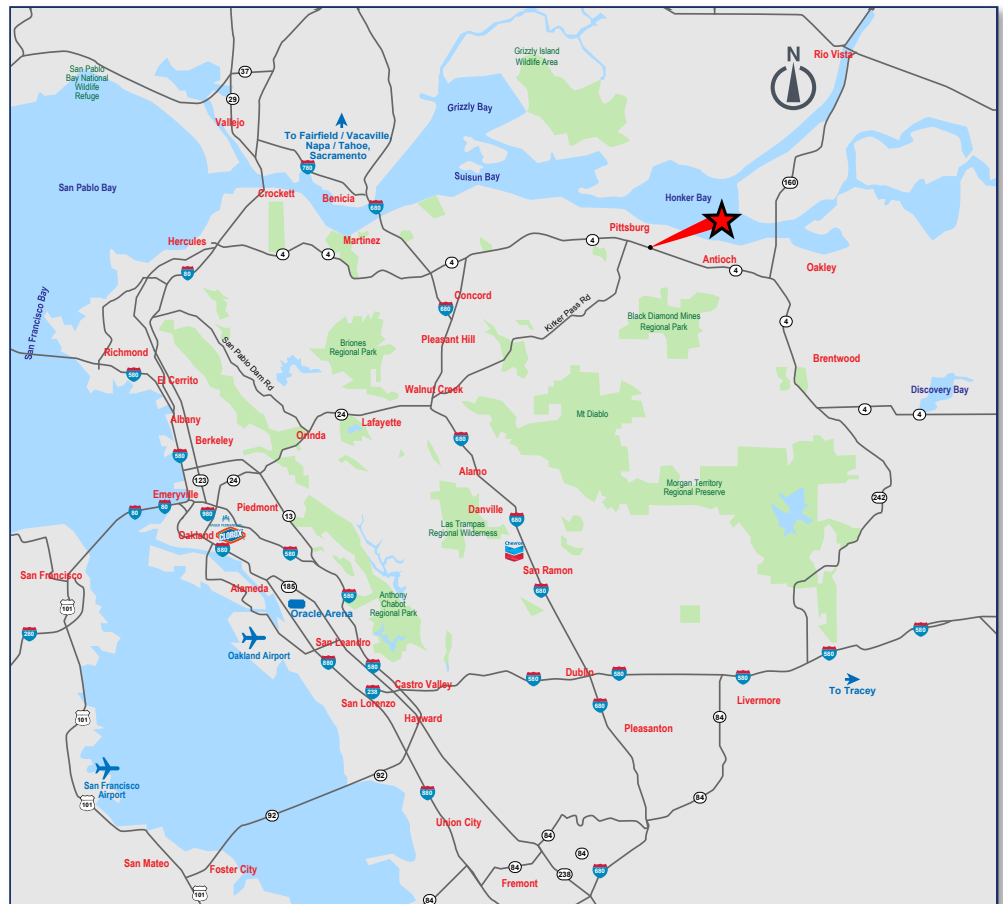 Rio Vista
N
Grizzly Island
Wildlife Area
San Pablo
Bay National
Wildlife
Refuge
37
29
Grizzly Bay
Vallejo
To Fairfield / Vacaville
Napa / Tahoe,
Sacramento
780
Suisun Bay
160
San Pablo Bay
Crockett
Benicia
680
Honker Bay
Pittsburg
Hercules
Martinez
4
4
4
Antioch
4
Oakley
80
Concord
680
San Francisco Bay
Kirker Pass Rd
Black Diamond Mines
Regional Park
4
Pleasant Hill
Briones
Regional Park
San Pablo Dam Rd
Richmond
Brentwood
580
El Cerrito
Walnut Creek
Discovery Bay
24
Lafayette
Mt Diablo
4
4
Albany
Berkeley
Orinda
680
580
Alamo
123
24
Morgan Territory
Regional Preserve
Emeryville
242
80
80
980
Piedmont
13
Danville
680
Las Trampas
Regional Wilderness
Oakland
880
580
Chevron
San Francisco
San Ramon
101
Alameda
185
580
680
Anthony
Chabot
Regional Park
Oracle Arena
280
San Leandro
580
Oakland Airport
880
580
580
Dublin
580
580
580
238
Castro Valley
To Tracey
San Lorenzo
Livermore
680
Hayward
84
101
Pleasanton
92
San Francisco
Airport
880
84
101
92
Union City
84
84
San Mateo
Foster City
84
238
680
Fremont
101
84